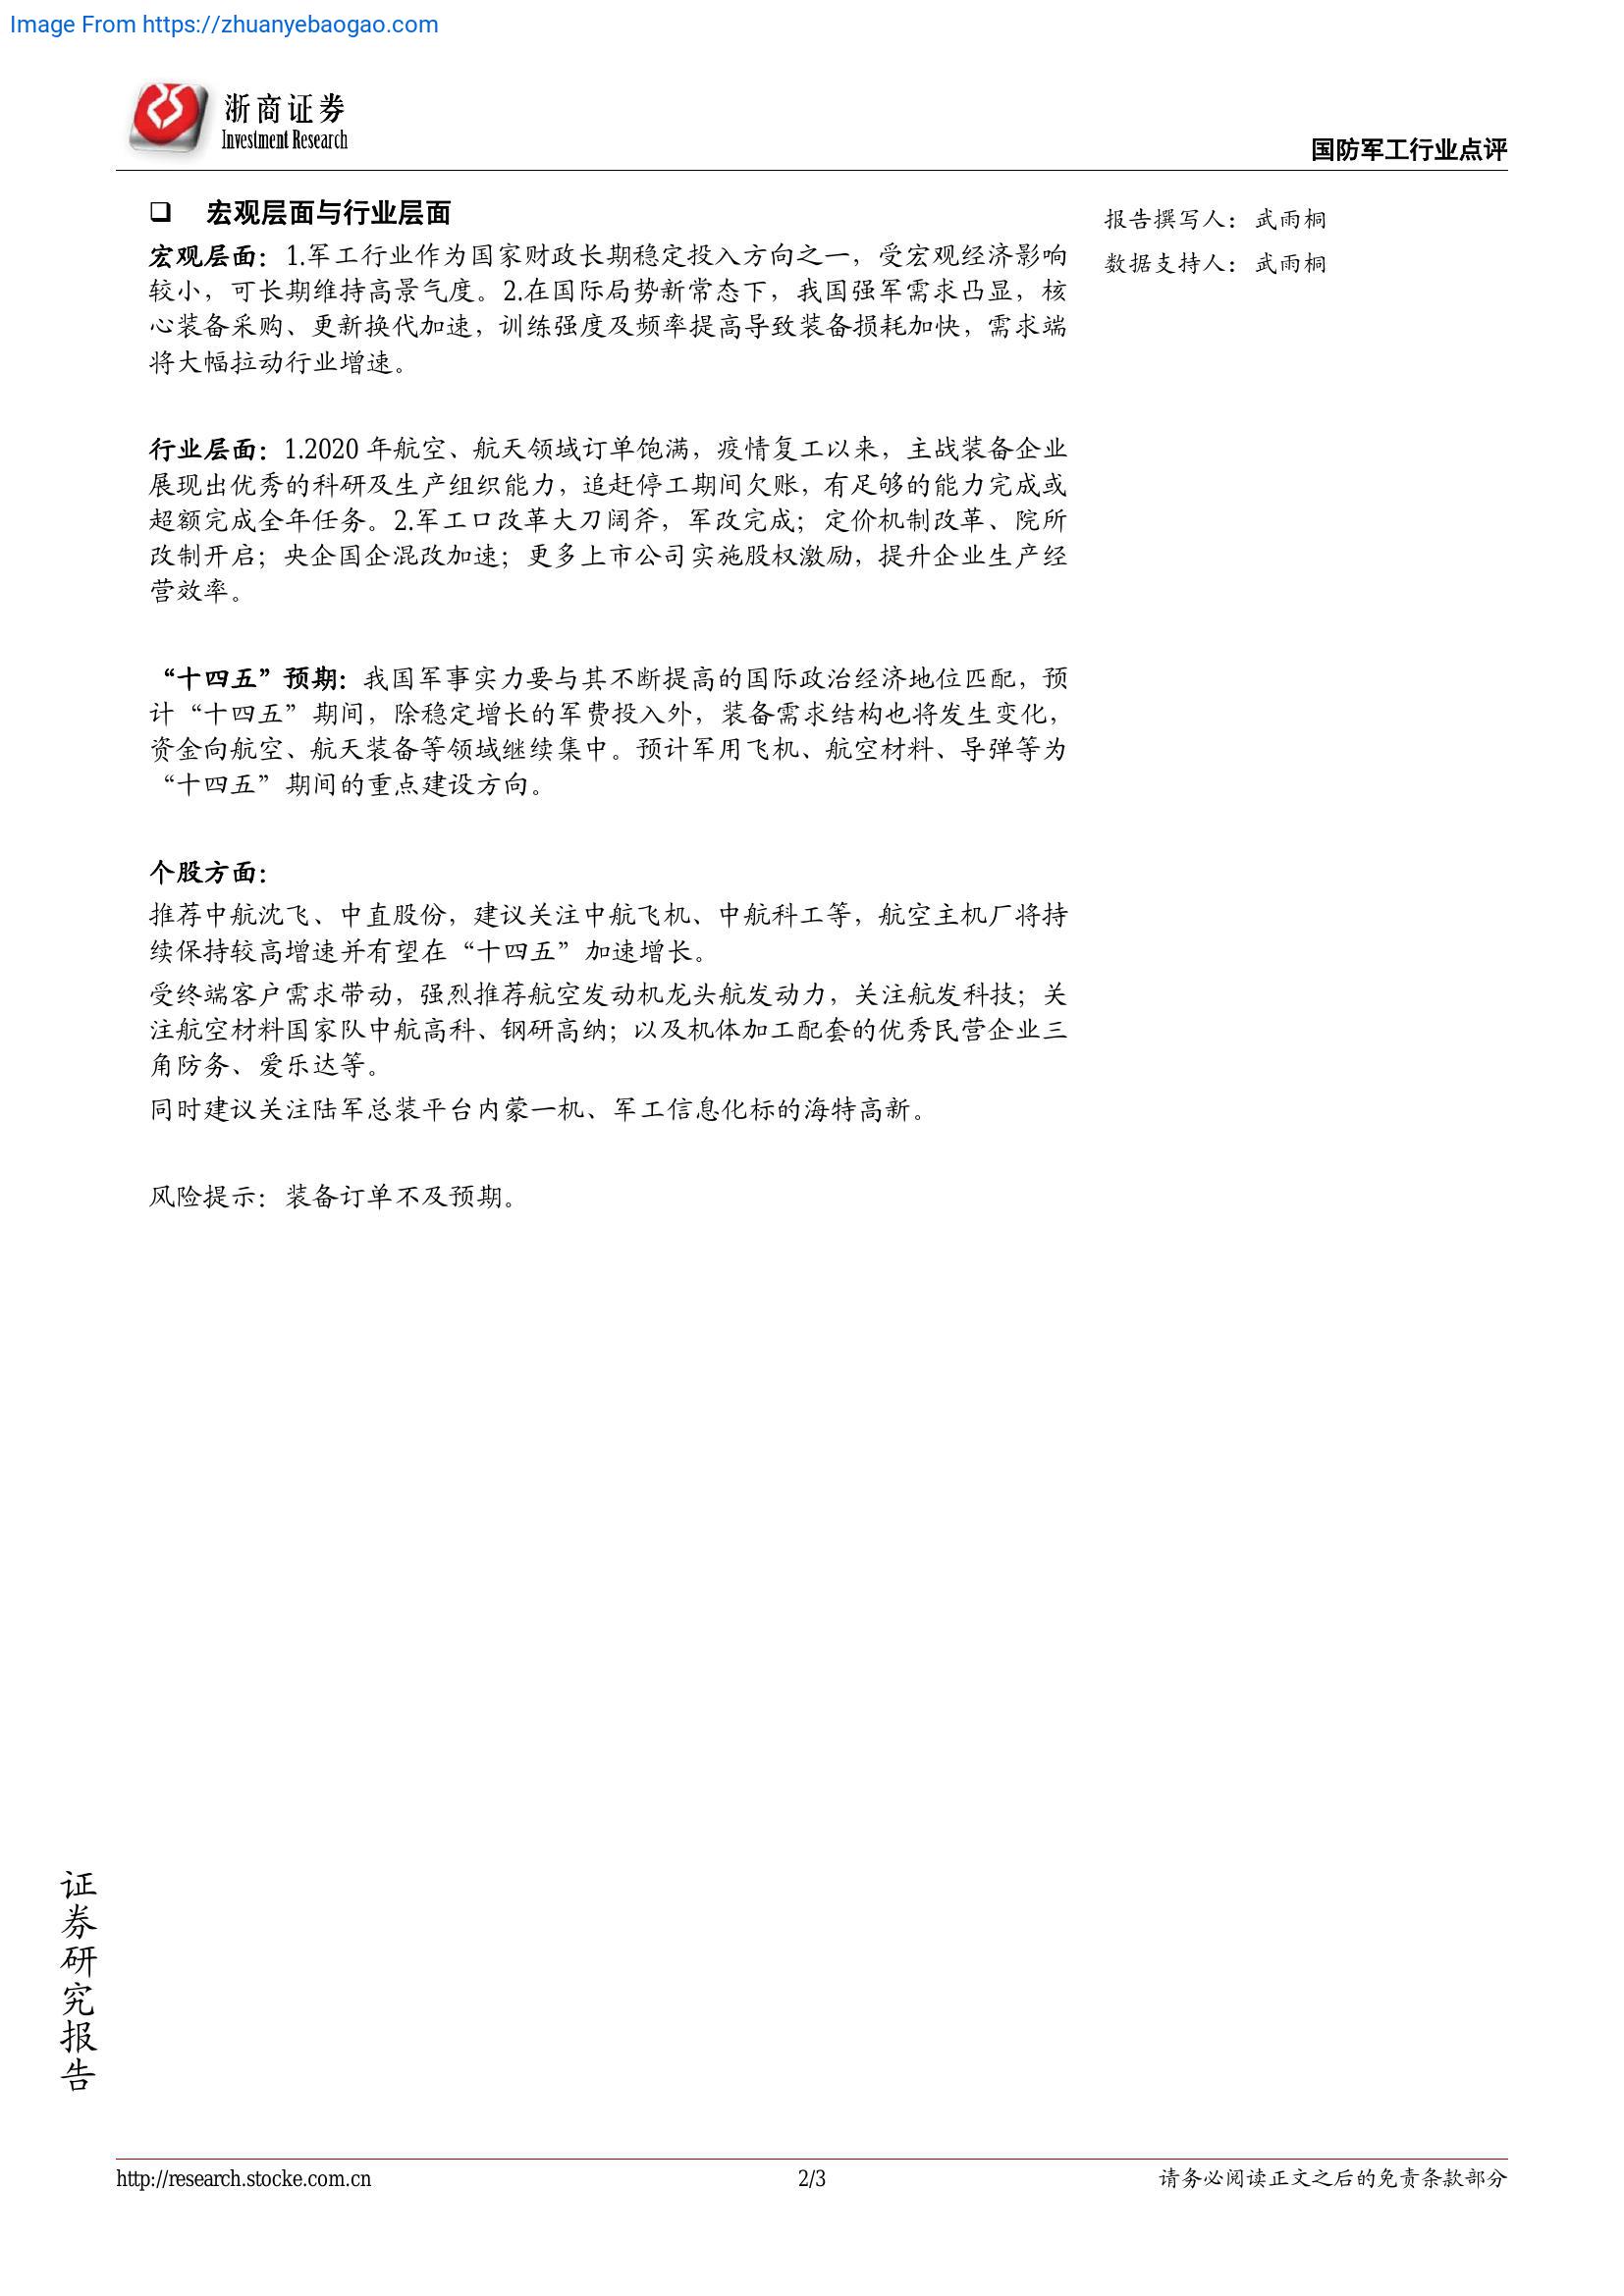 Image From https://zhuanyebaogao.com
浙商证券
Investment Research
国防军工行业点评
❑ 宏观层面与行业层面
宏观层面：1.军工行业作为国家财政长期稳定投入方向之一，受宏观经济影响
较小，可长期维持高景气度。2.在国际局势新常态下，我国强军需求凸显，核
心装备采购、更新换代加速，训练强度及频率提高导致装备损耗加快，需求端
将大幅拉动行业增速。
行业层面：1.2020 年航空、航天领域订单饱满，疫情复工以来，主战装备企业
展现出优秀的科研及生产组织能力，追赶停工期间欠账，有足够的能力完成或
超额完成全年任务。2.军工口改革大刀阔斧，军改完成；定价机制改革、院所
改制开启；央企国企混改加速；更多上市公司实施股权激励，提升企业生产经
营效率。
“十四五”预期：我国军事实力要与其不断提高的国际政治经济地位匹配，预
计“十四五”期间，除稳定增长的军费投入外，装备需求结构也将发生变化，
资金向航空、航天装备等领域继续集中。预计军用飞机、航空材料、导弹等为
“十四五”期间的重点建设方向。
个股方面：
推荐中航沈飞、中直股份，建议关注中航飞机、中航科工等，航空主机厂将持
续保持较高增速并有望在“十四五”加速增长。
受终端客户需求带动，强烈推荐航空发动机龙头航发动力，关注航发科技；关
注航空材料国家队中航高科、钢研高纳；以及机体加工配套的优秀民营企业三
角防务、爱乐达等。
同时建议关注陆军总装平台内蒙一机、军工信息化标的海特高新。
风险提示：装备订单不及预期。
报告撰写人：武雨桐
数据支持人：武雨桐
证券研究报告
http://research.stocke.com.cn
2/3
请务必阅读正文之后的免责条款部分